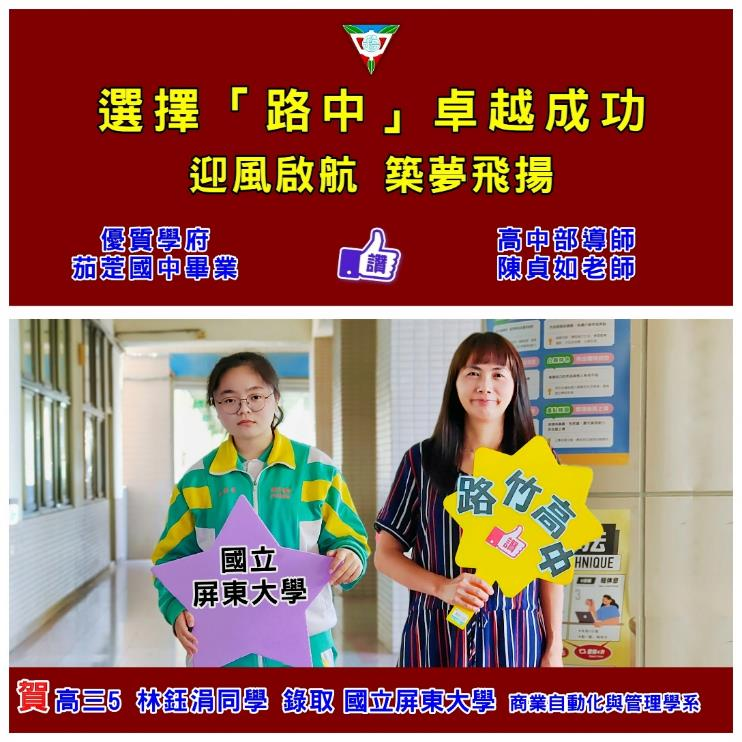 選擇「路中」卓越成功
迎風啟航 築夢飛揚
優質學府
茄萣國中畢業
讚
高中部導師
陳貞如老師
國立
屏東大學
路竹高中
讚
HNIQUE
賀 高三5 林鈺涓同學 錄取 國立屏東大學 商業自動化與管理學系